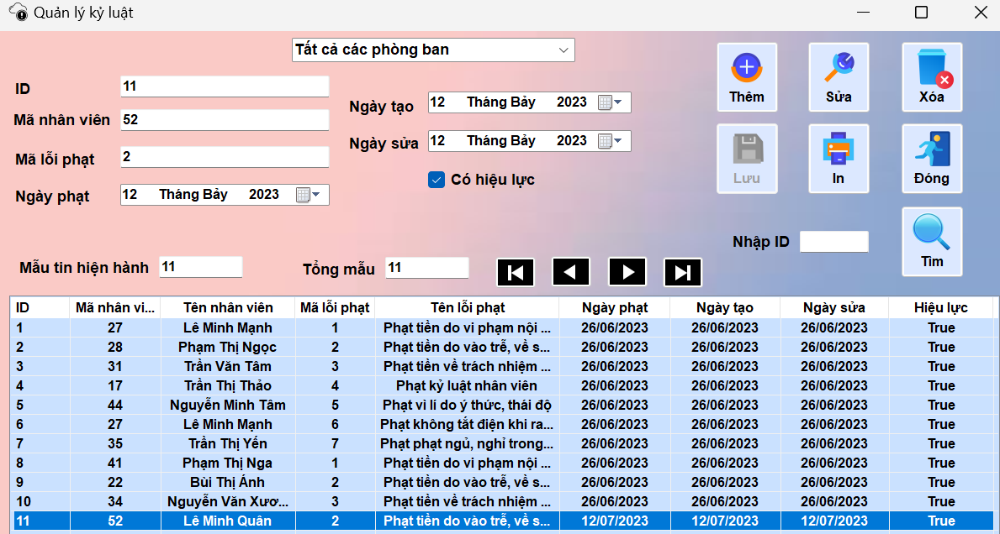 Quản lý kỷ luật
Tất cả các phòng ban
ID 11
Mã nhân viên 52
Mã lỗi phạt 2
Ngày phạt 12 Tháng Bảy 2023
Ngày tạo 12 Tháng Bảy 2023
Ngày sửa 12 Tháng Bảy 2023
Có hiệu lực
Thêm Sửa Xóa
Lưu In Đóng
Nhập ID
Tìm
Mẫu tin hiện hành 11 Tổng mẫu 11
ID Mã nhân vi... Tên nhân viên Mã lỗi phạt Tên lỗi phạt Ngày phạt Ngày tạo Ngày sửa Hiệu lực
1 27 Lê Minh Mạnh 1 Phạt tiền do vi phạm nội ... 26/06/2023 26/06/2023 26/06/2023 True
2 28 Phạm Thị Ngọc 2 Phạt tiền do vào trễ, về s... 26/06/2023 26/06/2023 26/06/2023 True
3 31 Trần Văn Tâm 3 Phạt tiền về trách nhiệm ... 26/06/2023 26/06/2023 26/06/2023 True
4 17 Trần Thị Thảo 4 Phạt kỷ luật nhân viên 26/06/2023 26/06/2023 26/06/2023 True
5 44 Nguyễn Minh Tâm 5 Phạt vì lí do ý thức, thái độ 26/06/2023 26/06/2023 26/06/2023 True
6 27 Lê Minh Mạnh 6 Phạt không tắt điện khi ra... 26/06/2023 26/06/2023 26/06/2023 True
7 35 Trần Thị Yến 7 Phạt phạt ngủ, nghỉ trong... 26/06/2023 26/06/2023 26/06/2023 True
8 41 Phạm Thị Nga 1 Phạt tiền do vi phạm nội ... 26/06/2023 26/06/2023 26/06/2023 True
9 22 Bùi Thị Ánh 2 Phạt tiền do vào trễ, về s... 26/06/2023 26/06/2023 26/06/2023 True
10 34 Nguyễn Văn Xươ... 3 Phạt tiền về trách nhiệm ... 26/06/2023 26/06/2023 26/06/2023 True
11 52 Lê Minh Quân 2 Phạt tiền do vào trễ, về s... 12/07/2023 12/07/2023 12/07/2023 True